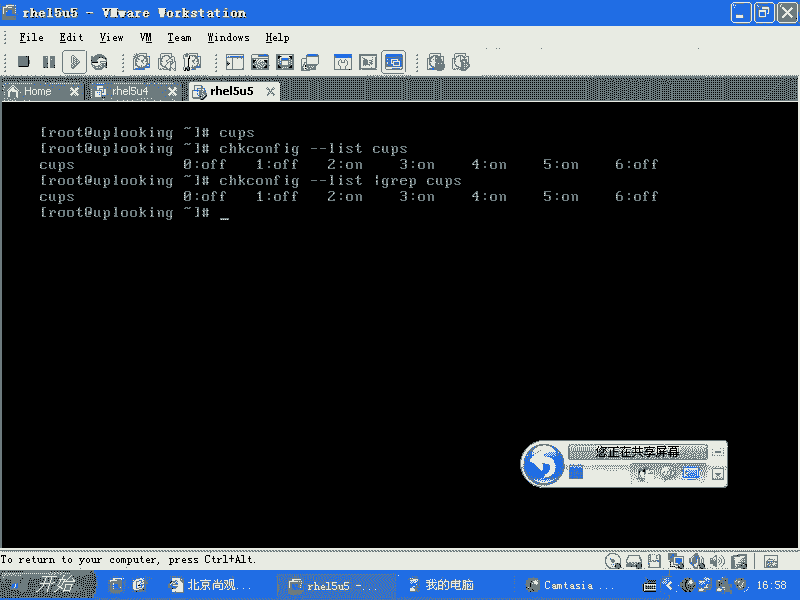 rhel5u5 - VMware Workstation
File Edit View VM Team Windows Help
Home rhel5u4 rhel5u5
[root@uplooking ~]# cups
[root@uplooking ~]# chkconfig --list cups
cups 0:off 1:off 2:on 3:on 4:on 5:on 6:off
[root@uplooking ~]# chkconfig --list |grep cups
cups 0:off 1:off 2:on 3:on 4:on 5:on 6:off
[root@uplooking ~]# _
您正在共享屏幕
To return to your computer, press Ctrl+Alt.
开始 北京尚观... rhel5u5 -... 我的电脑 Camtasia ... 16:58